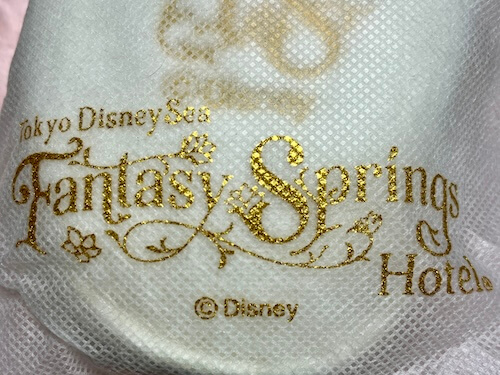 Tokyo DisneySea
Fantasy Springs
Hotel
© Disney